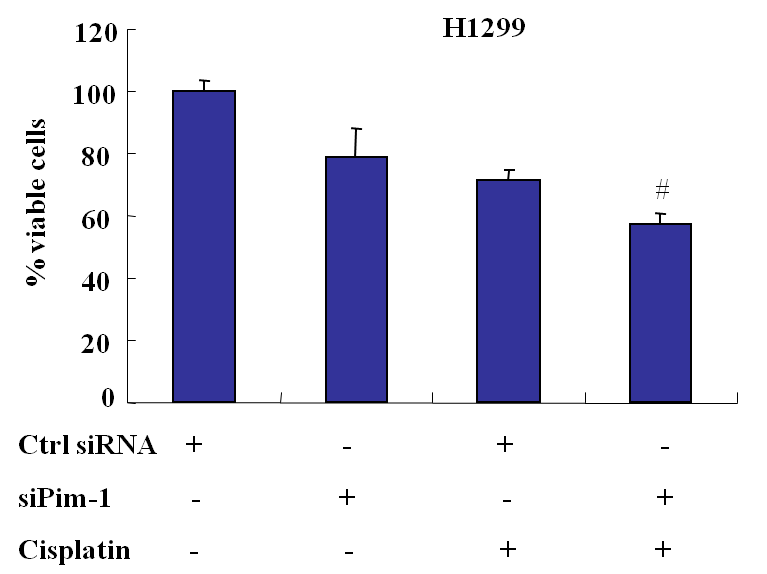 H1299
% viable cells
120
100
80
60
40
20
0
#
Ctrl siRNA + - + -
siPim-1 - + - +
Cisplatin - - + +